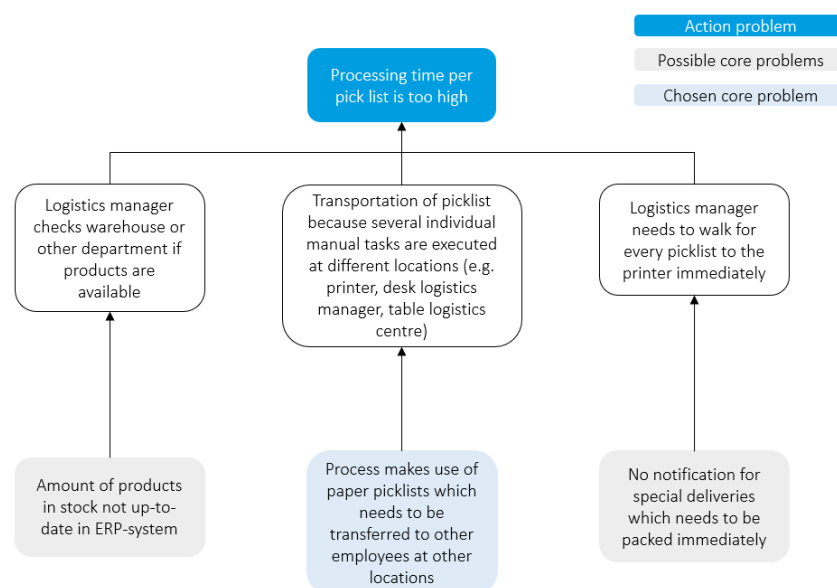 Action problem
Possible core problems
Chosen core problem
Processing time per
pick list is too high
Logistics manager
checks warehouse or
other department if
products are
available
Transportation of picklist
because several individual
manual tasks are executed
at different locations (e.g.
printer, desk logistics
manager, table logistics
centre)
Logistics manager
needs to walk for
every picklist to the
printer immediately
Amount of products
in stock not up-to-
date in ERP-system
Process makes use of
paper picklists which
needs to be
transferred to other
employees at other
locations
No notification for
special deliveries
which needs to be
packed immediately